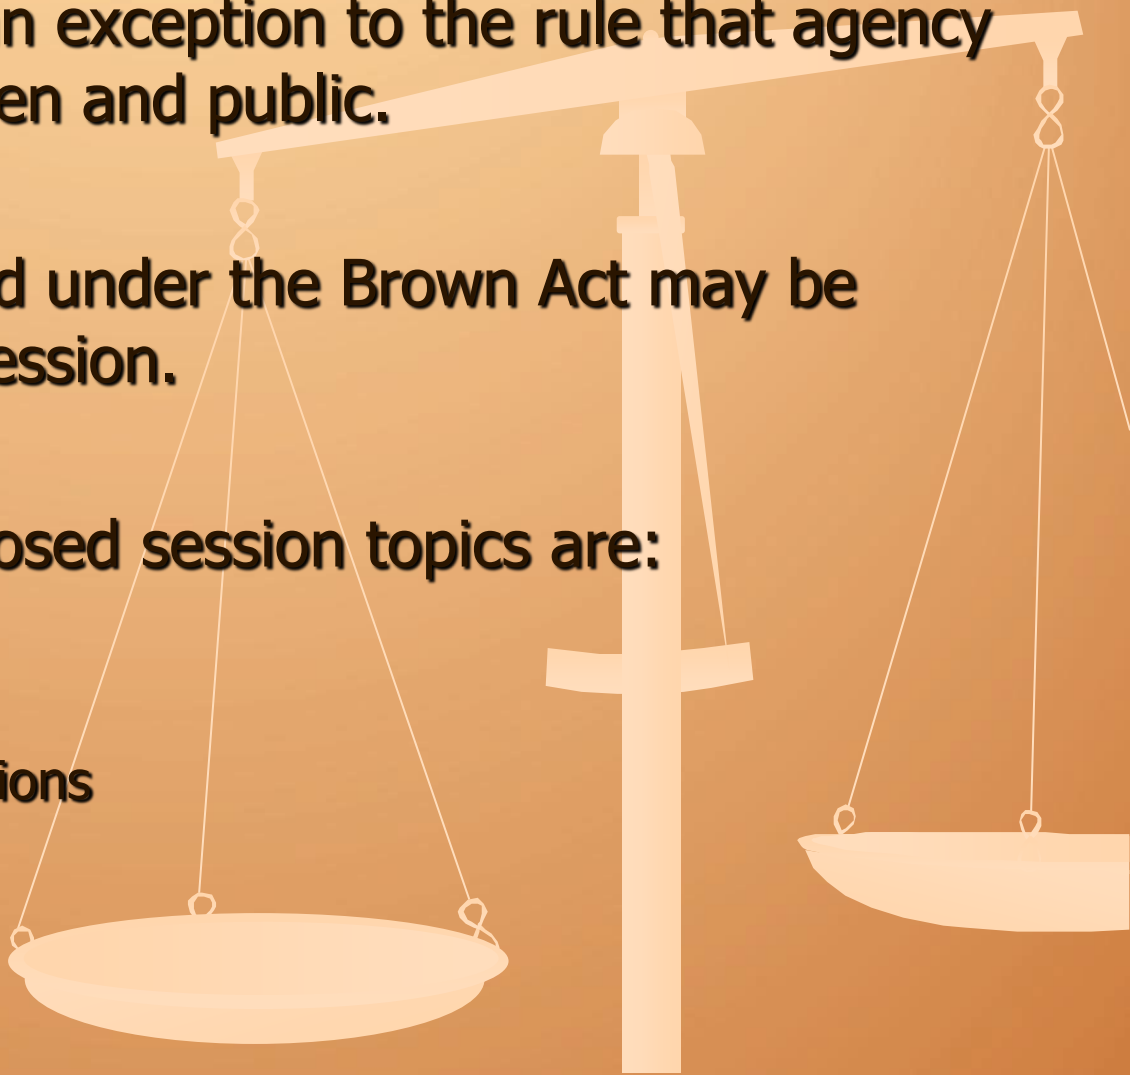 n exception to the rule that agency
en and public.
d under the Brown Act may be
ession.
osed session topics are:
ions